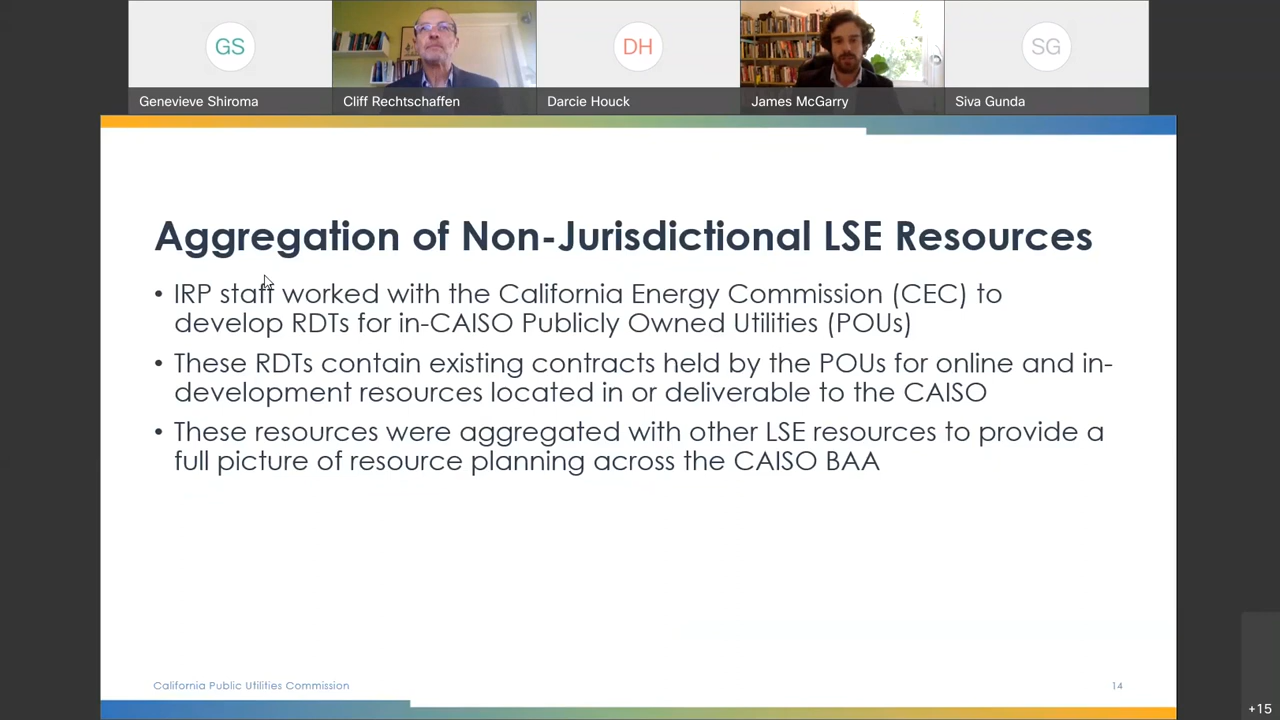 GS
DH
SG
Genevieve Shiroma
Cliff Rechtschaffen
Darcie Houck
James McGarry
Siva Gunda
Aggregation of Non-Jurisdictional LSE Resources
• IRP staff worked with the California Energy Commission (CEC) to
develop RDTs for in-CAISO Publicly Owned Utilities (POUs)
• These RDTs contain existing contracts held by the POUs for online and in-
development resources located in or deliverable to the CAISO
• These resources were aggregated with other LSE resources to provide a
full picture of resource planning across the CAISO BAA
California Public Utilities Commission
14
+15